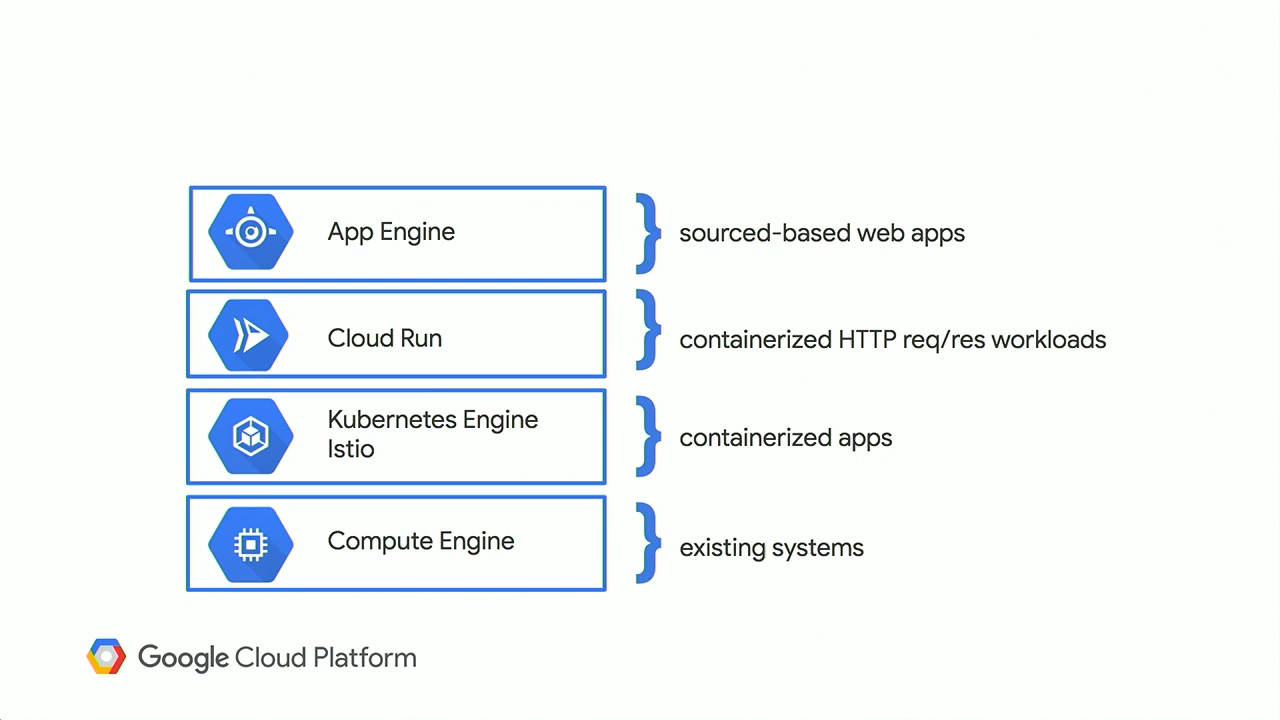 App Engine
sourced-based web apps
Cloud Run
containerized HTTP req/res workloads
Kubernetes Engine
Istio
containerized apps
Compute Engine
existing systems
Google Cloud Platform